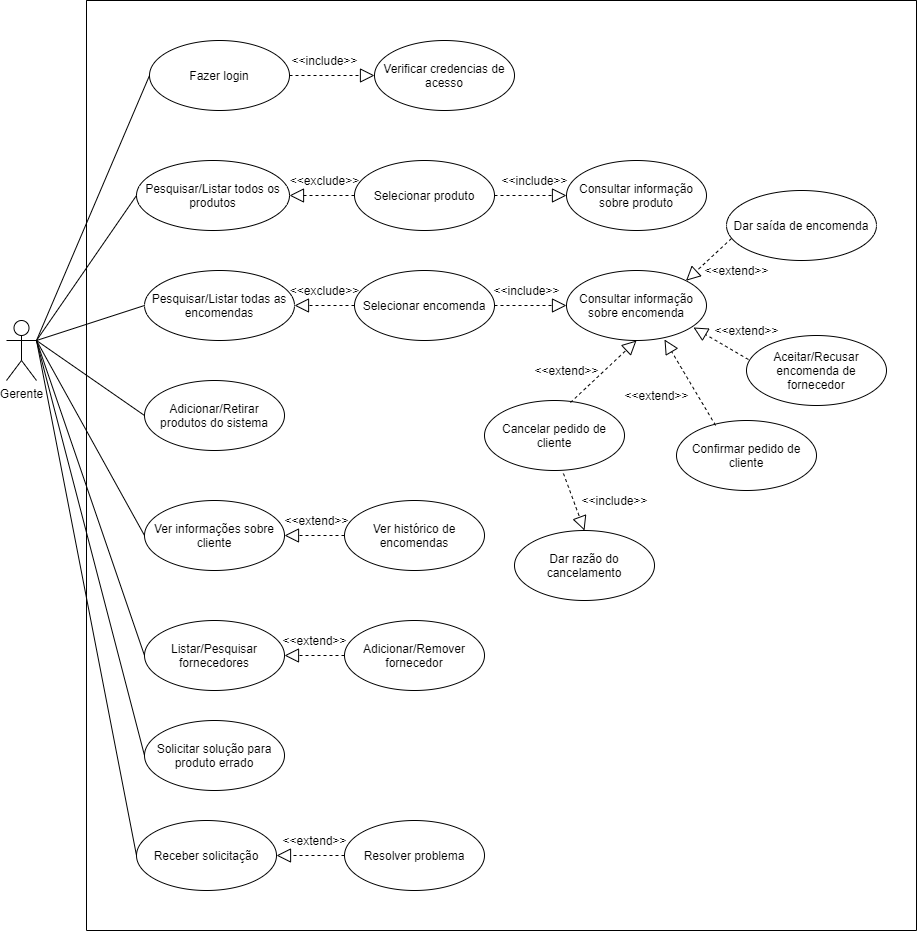 <<include>>
Fazer login
Verificar credencias de
acesso
<<exclude>>
<<include>>
Pesquisar/Listar todos os
produtos
Selecionar produto
Consultar informação
sobre produto
Dar saída de encomenda
<<extend>>
<<exclude>>
<<include>>
Pesquisar/Listar todas as
encomendas
Selecionar encomenda
Consultar informação
sobre encomenda
<<extend>>
Aceitar/Recusar
encomenda de
fornecedor
<<extend>>
<<extend>>
Gerente
Adicionar/Retirar
produtos do sistema
Cancelar pedido de
cliente
Confirmar pedido de
cliente
<<include>>
Ver informações sobre
cliente
<<extend>>
Ver histórico de
encomendas
Dar razão do
cancelamento
Listar/Pesquisar
fornecedores
<<extend>>
Adicionar/Remover
fornecedor
Solicitar solução para
produto errado
Receber solicitação
<<extend>>
Resolver problema